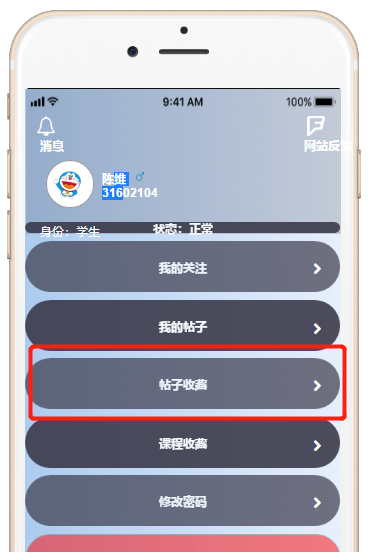 9:41 AM 100%
消息 网站反
陈维 ♂
31602104
身份：学生 状态：正常
我的关注
我的帖子
帖子收藏
课程收藏
修改密码